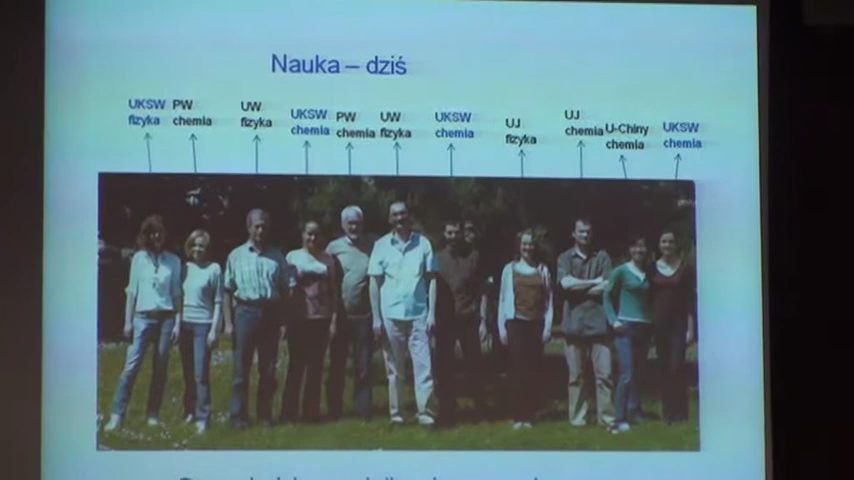 Nauka – dziś
UKSW
fizyka
PW
chemia
UW
fizyka
UKSW
chemia
PW
chemia
UW
fizyka
UKSW
chemia
UJ
fizyka
UJ
chemia
U-Chiny
chemia
UKSW
chemia